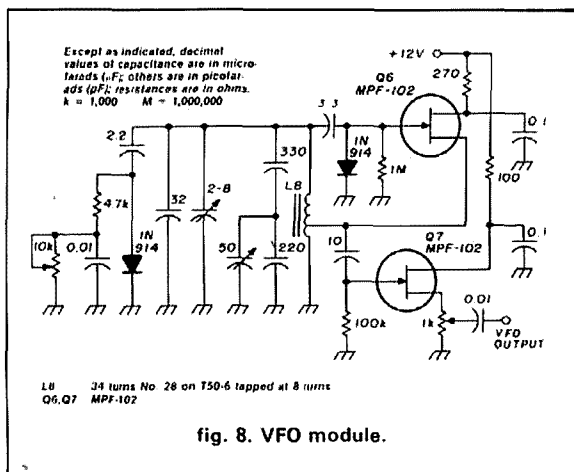 Except as indicated, decimal
values of capacitance are in micro-
farads (µF); others are in picofar-
ads (pF); resistances are in ohms.
k = 1,000 M = 1,000,000
+12V
Q6
MPF-102
270
0.1
3.3
1N
914
1M
100
2.2
4.7k
10k
0.01
1N
914
32
2-8
330
50
220
L8
10
Q7
MPF-102
0.1
100k
1k
0.01
VFO
OUTPUT
L8 34 turns No. 28 on T50-6 tapped at 8 turns
Q6,Q7 MPF-102
fig. 8. VFO module.